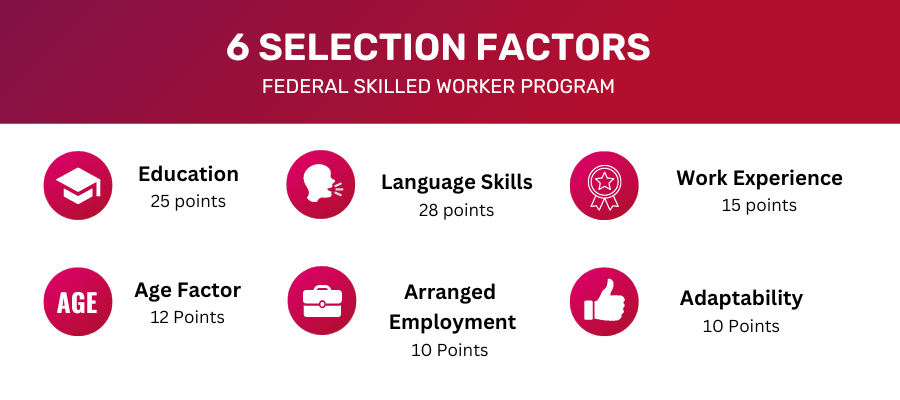 6 SELECTION FACTORS
FEDERAL SKILLED WORKER PROGRAM
Education
25 points
Language Skills
28 points
Work Experience
15 points
AGE
Age Factor
12 Points
Arranged
Employment
10 Points
Adaptability
10 Points